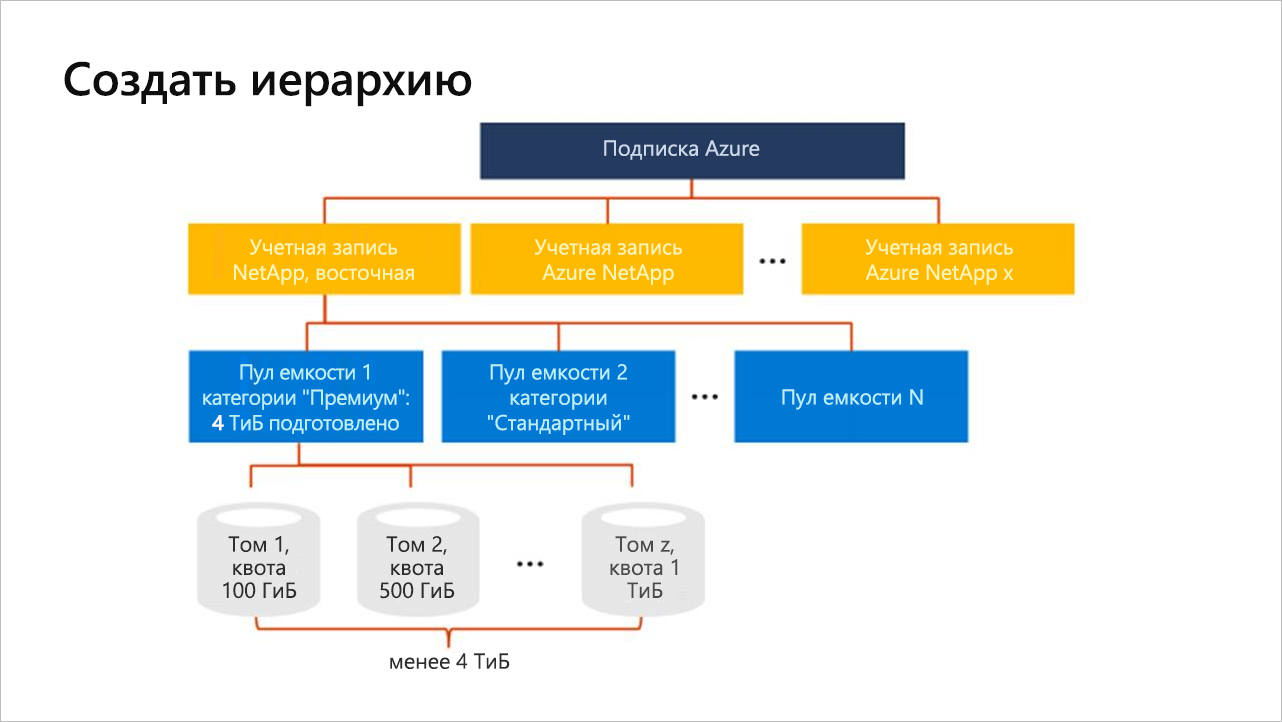 Создать иерархию
Подписка Azure
Учетная запись
NetApp, восточная
Учетная запись
Azure NetApp
...
Учетная запись
Azure NetApp x
Пул емкости 1
категории "Премиум":
4 ТиБ подготовлено
Пул емкости 2
категории
"Стандартный"
...
Пул емкости N
Том 1,
квота
100 ГиБ
Том 2,
квота
500 ГиБ
...
Том z,
квота 1
ТиБ
менее 4 ТиБ